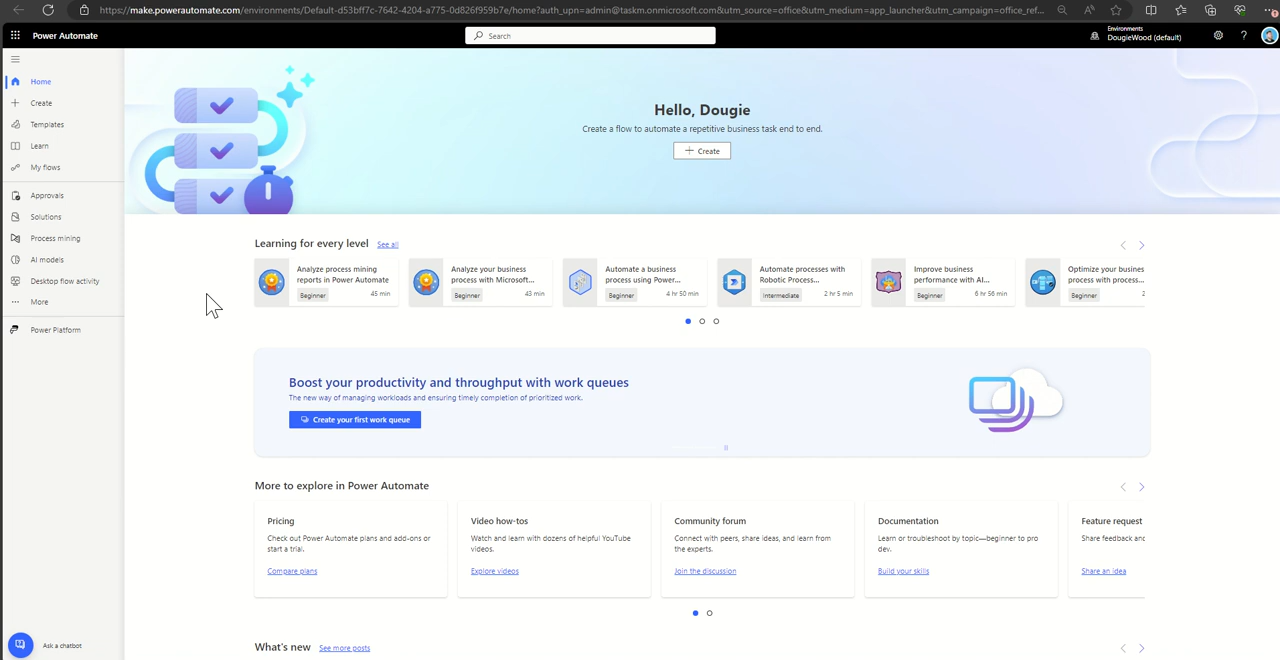 https://make.powerautomate.com/environments/Default-d53bff7c-7642-4204-a775-0d826f959b7e/home?auth_upn=admin@taskm.onmicrosoft.com&utm_source=office&utm_medium=app_launcher&utm_campaign=office_ref...
Power Automate
Search
Environments
DougieWood (default)
Home
Create
Templates
Learn
My flows
Approvals
Solutions
Process mining
AI models
Desktop flow activity
More
Power Platform
Ask a chatbot
Hello, Dougie
Create a flow to automate a repetitive business task end to end.
Create
Learning for every level See all
Analyze process mining
reports in Power Automate
Beginner 45 min
Analyze your business
process with Microsoft...
Beginner 43 min
Automate a business
process using Power...
Beginner 4 hr 50 min
Automate processes with
Robotic Process...
Intermediate 2 hr 5 min
Improve business
performance with AI...
Beginner 6 hr 56 min
Optimize your busines
process with process...
Beginner 2
Boost your productivity and throughput with work queues
The new way of managing workloads and ensuring timely completion of prioritized work.
Create your first work queue
More to explore in Power Automate
Pricing
Check out Power Automate plans and add-ons or
start a trial.
Compare plans
Video how-tos
Watch and learn with dozens of helpful YouTube
videos.
Explore videos
Community forum
Connect with peers, share ideas, and learn from
the experts.
Join the discussion
Documentation
Learn or troubleshoot by topic—beginner to pro
dev.
Build your skills
Feature request
Share feedback and
Share an idea
What's new See more posts